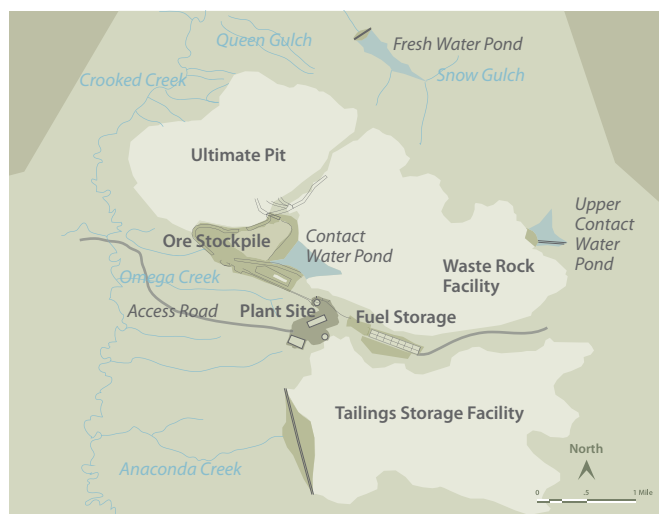 Queen Gulch
Fresh Water Pond
Crooked Creek
Snow Gulch
Ultimate Pit
Upper
Contact
Water
Pond
Ore Stockpile
Contact
Water Pond
Waste Rock
Facility
Omega Creek
Access Road
Plant Site
Fuel Storage
Tailings Storage Facility
North
Anaconda Creek
0 .5 1 Mile